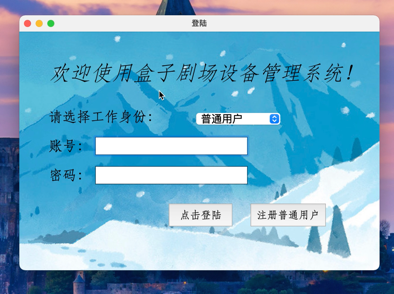 登陆
欢迎使用盒子剧场设备管理系统！
请选择工作身份： 普通用户
账号：
密码：
点击登陆 注册普通用户